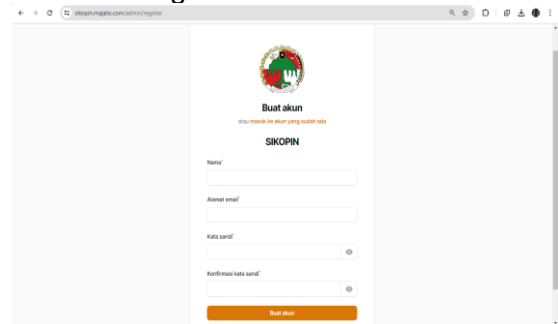 sikopin.majalio.com/admin/register
Buat akun
atau masuk ke akun yang sudah ada
SIKOPIN
Nama*
Alamat email*
Kata sandi*
Konfirmasi kata sandi*
Buat akun